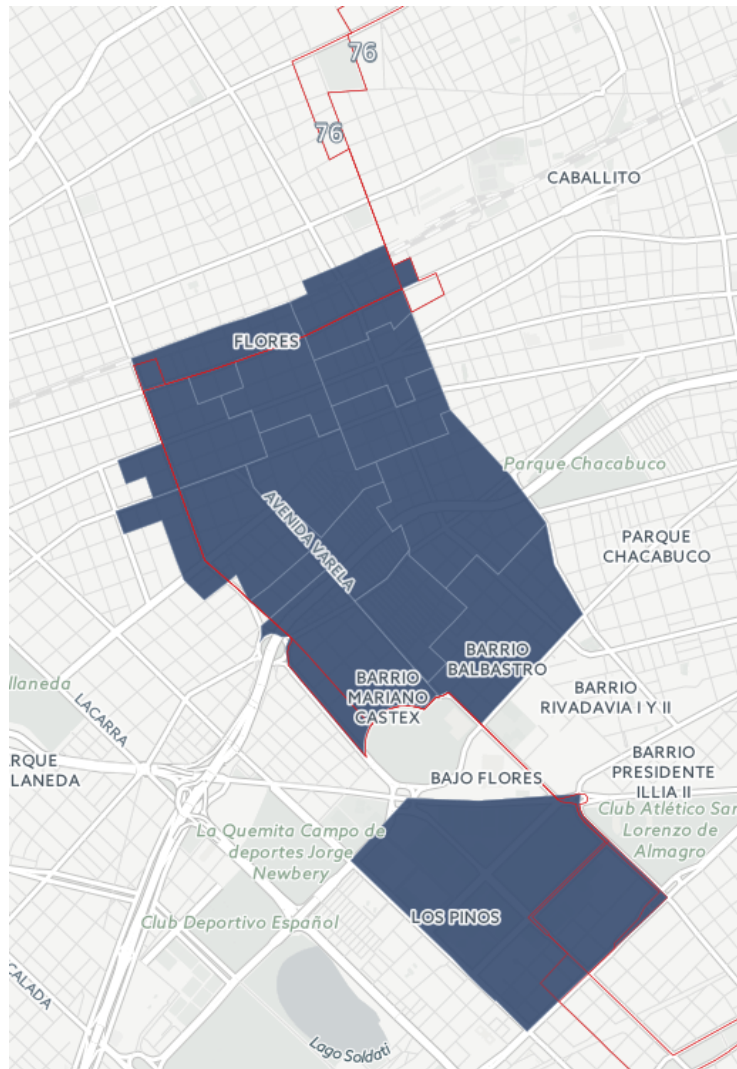 76
76
CABALLITO
FLORES
Parque Chacabuco
AVENIDA VARELA
PARQUE
CHACABUCO
BARRIO
BALBASTRO
BARRIO
MARIANO
CASTEX
BARRIO
RIVADAVIA I Y II
llaneda
LACARRA
ARQUE
LLANEDA
BAJO FLORES
BARRIO
PRESIDENTE
ILLIA II
Club Atlético San
Lorenzo de
Almagro
La Quemita Campo de
deportes Jorge
Newbery
LOS PINOS
Club Deportivo Español
CALADA
Lago Soldati